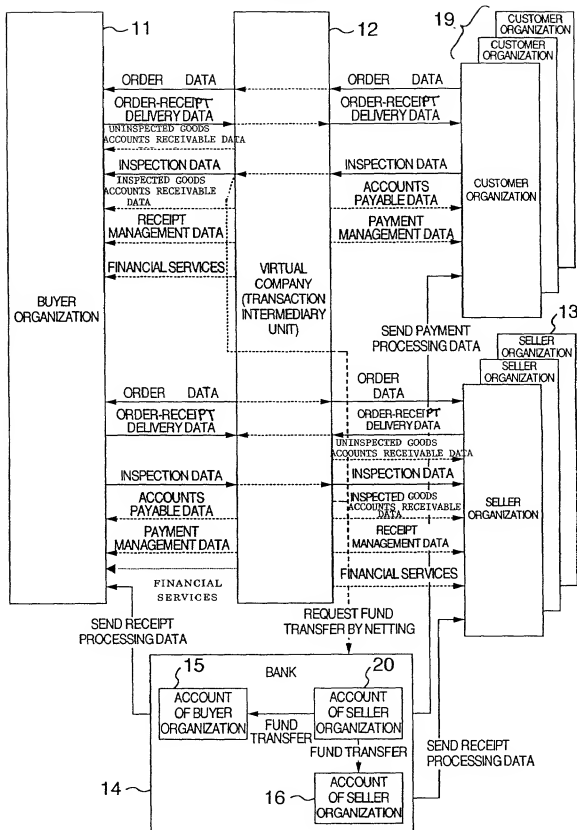 11
12
19
CUSTOMER
ORGANIZATION
CUSTOMER
ORGANIZATION
CUSTOMER
ORGANIZATION
ORDER DATA
ORDER DATA
ORDER-RECEIPT
DELIVERY DATA
ORDER-RECEIPT
DELIVERY DATA
UNINSPECTED GOODS
ACCOUNTS RECEIVABLE DATA
INSPECTION DATA
INSPECTION DATA
INSPECTED GOODS
ACCOUNTS RECEIVABLE
DATA
ACCOUNTS
PAYABLE DATA
RECEIPT
MANAGEMENT DATA
PAYMENT
MANAGEMENT DATA
FINANCIAL SERVICES
BUYER
ORGANIZATION
VIRTUAL
COMPANY
(TRANSACTION
INTERMEDIARY
UNIT)
SEND PAYMENT
PROCESSING DATA
13
SELLER
ORGANIZATION
SELLER
ORGANIZATION
SELLER
ORGANIZATION
ORDER DATA
ORDER
DATA
ORDER-RECEIPT
DELIVERY DATA
ORDER-RECEIPT
DELIVERY DATA
UNINSPECTED GOODS
ACCOUNTS RECEIVABLE DATA
INSPECTION DATA
INSPECTION DATA
ACCOUNTS
PAYABLE DATA
INSPECTED GOODS
ACCOUNTS RECEIVABLE
DATA
PAYMENT
MANAGEMENT DATA
RECEIPT
MANAGEMENT DATA
FINANCIAL
SERVICES
FINANCIAL SERVICES
SEND RECEIPT
PROCESSING DATA
REQUEST FUND
TRANSFER BY NETTING
BANK
15
20
ACCOUNT
OF BUYER
ORGANIZATION
ACCOUNT
OF SELLER
ORGANIZATION
FUND
TRANSFER
FUND TRANSFER
SEND RECEIPT
PROCESSING DATA
14
16
ACCOUNT
OF SELLER
ORGANIZATION